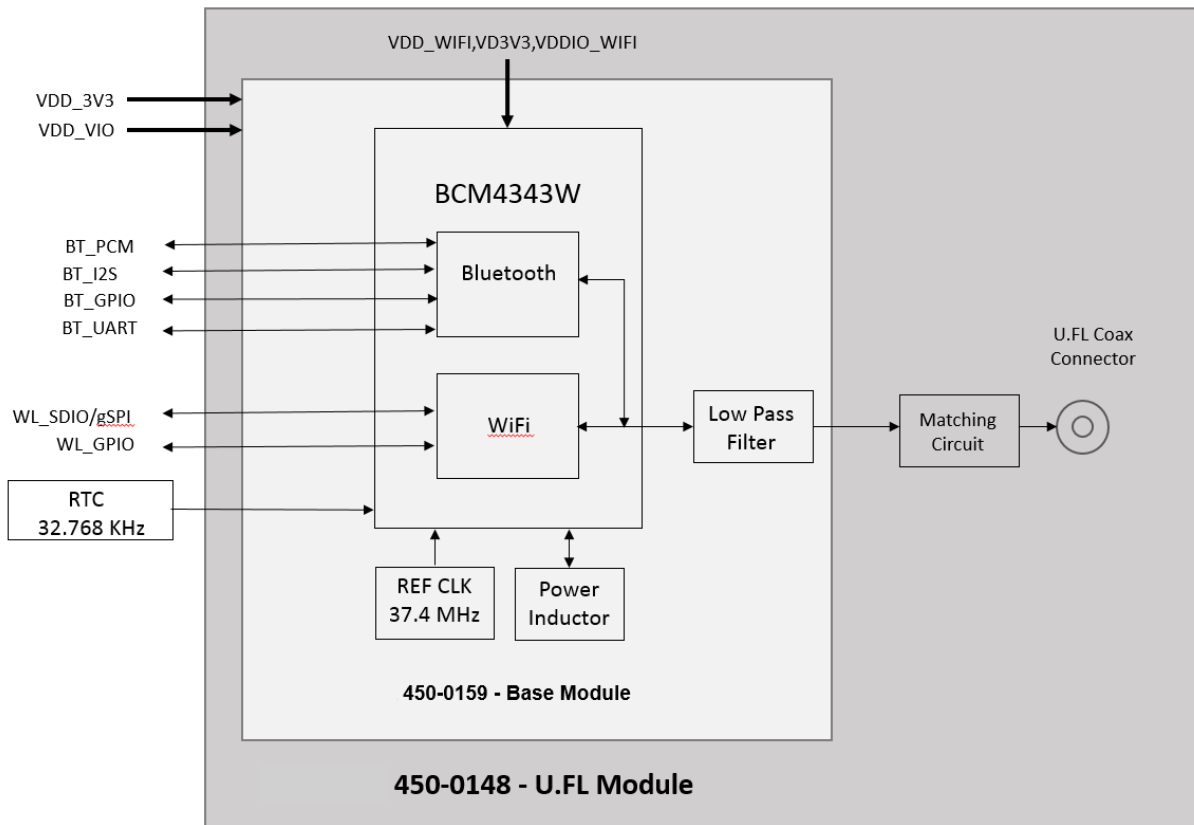 VDD_WIFI,VD3V3,VDDIO_WIFI
VDD_3V3
VDD_VIO
BCM4343W
BT_PCM
BT_I2S
BT_GPIO
BT_UART
Bluetooth
U.FL Coax
Connector
WL_SDIO/gSPI
WL_GPIO
WiFi
Low Pass
Filter
Matching
Circuit
RTC
32.768 KHz
REF CLK
37.4 MHz
Power
Inductor
450-0159 - Base Module
450-0148 - U.FL Module